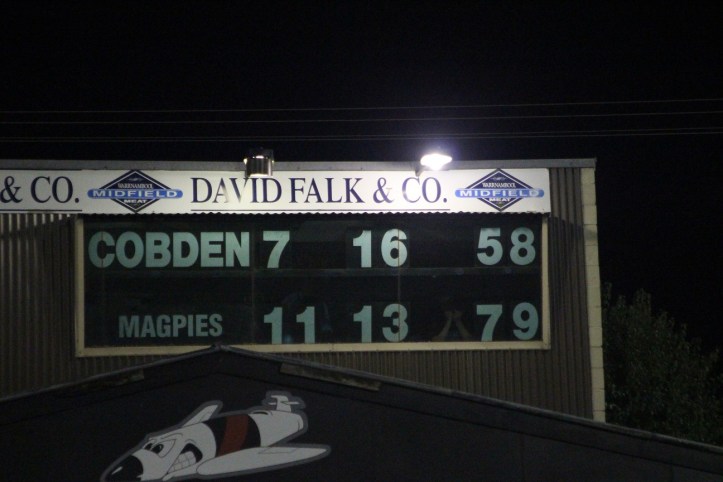 & CO. WARRNAMBOOL MIDFIELD MEAT DAVID FALK & CO. WARRNAMBOOL MIDFIELD MEAT
COBDEN 7 16 58
MAGPIES 11 13 79